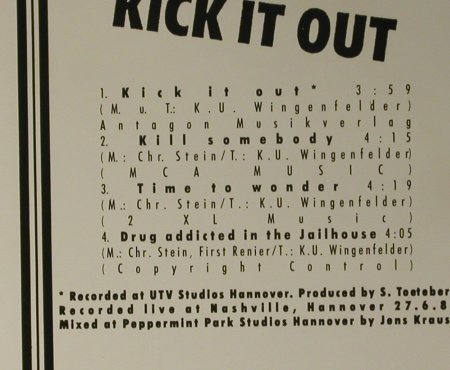 KICK IT OUT
1. Kick it out* 3:59
(M. u. T.: K.U. Wingenfelder)
Antagon Musikverlag
2. Kill somebody 4:15
(M.: Chr. Stein/T.: K.U. Wingenfelder)
(MCA MUSIC)
3. Time to wonder 4:19
(M.: Chr. Stein/T.: K.U. Wingenfelder)
(2 XL Music)
4. Drug addicted in the Jailhouse 4:05
(M.: Chr. Stein, First Renier/T.: K.U. Wingenfelder)
(Copyright Control)
* Recorded at UTV Studios Hannover. Produced by S. Toeteber
Recorded live at Nashville, Hannover 27.6.8
Mixed at Peppermint Park Studios Hannover by Jens Kraus